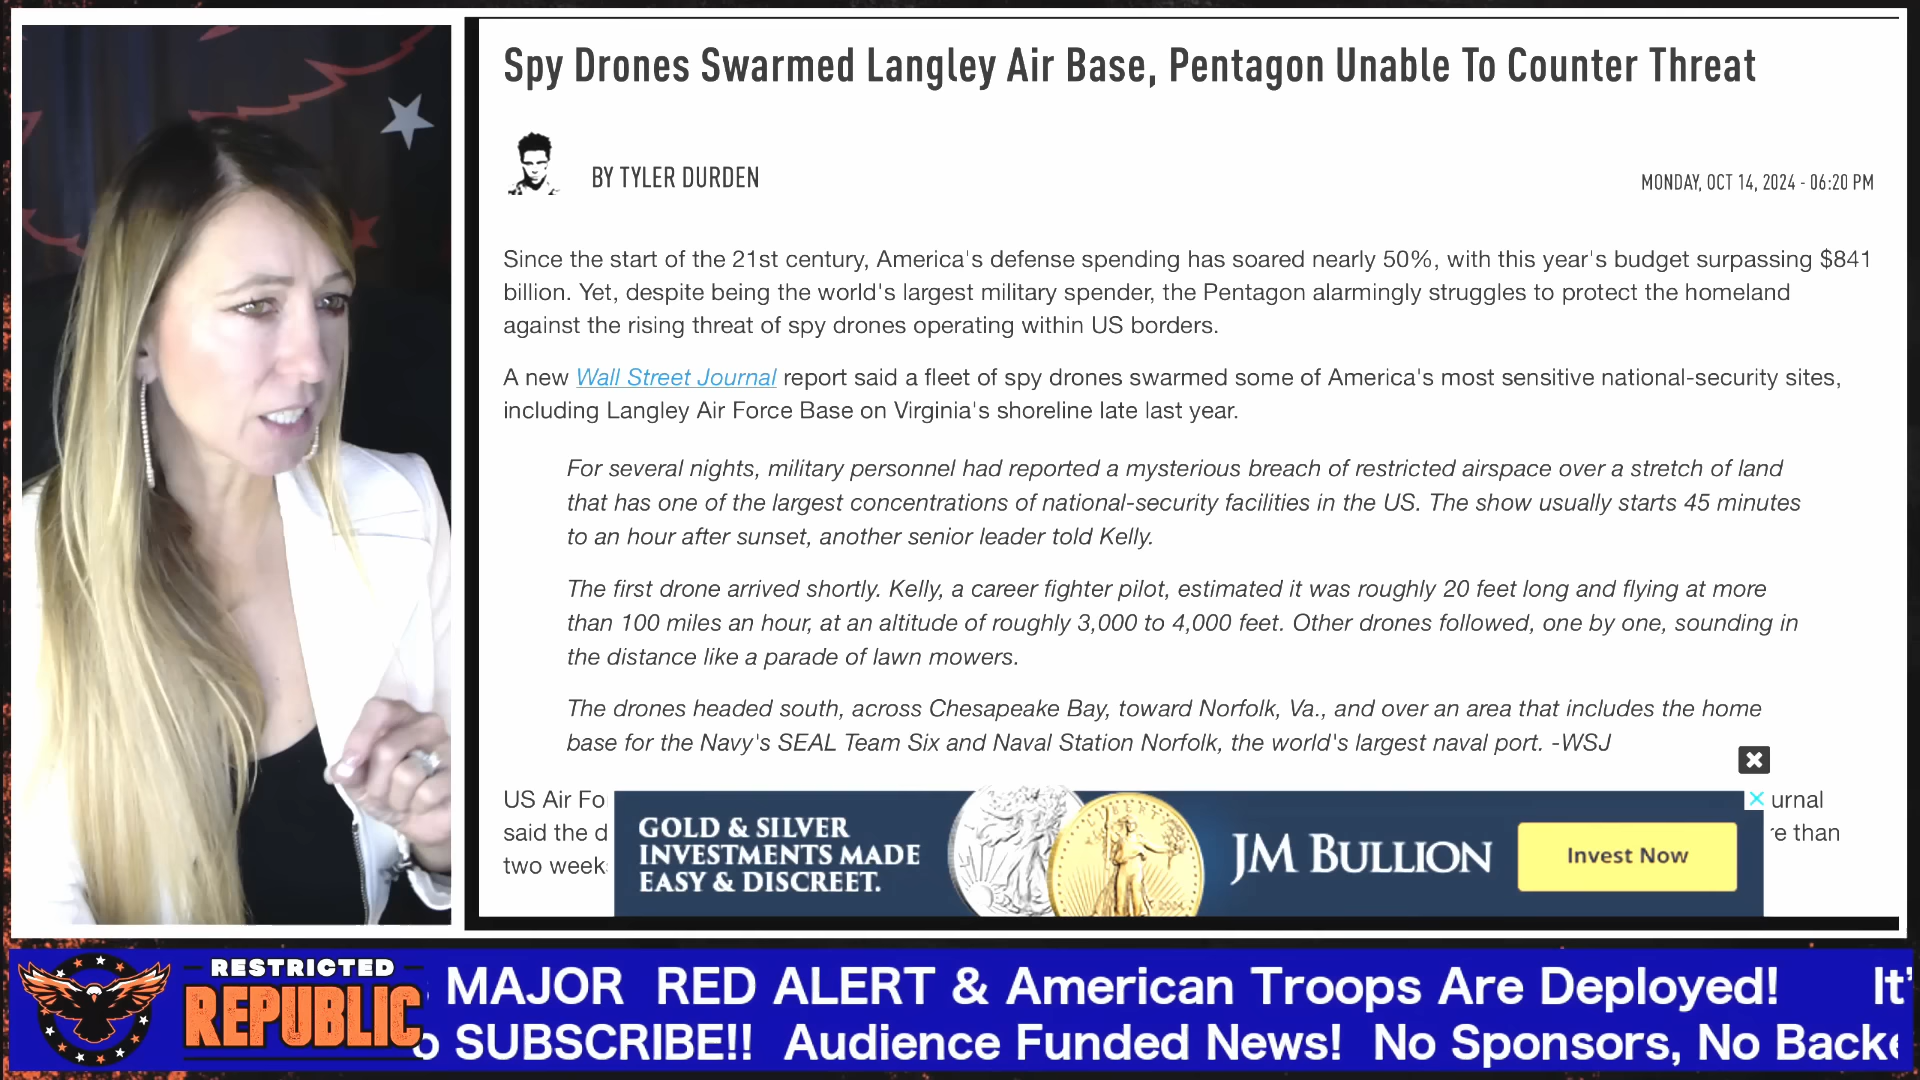 Spy Drones Swarmed Langley Air Base, Pentagon Unable To Counter Threat
BY TYLER DURDEN
MONDAY, OCT 14, 2024 - 06:20 PM
Since the start of the 21st century, America's defense spending has soared nearly 50%, with this year's budget surpassing $841
billion. Yet, despite being the world's largest military spender, the Pentagon alarmingly struggles to protect the homeland
against the rising threat of spy drones operating within US borders.
A new Wall Street Journal report said a fleet of spy drones swarmed some of America's most sensitive national-security sites,
including Langley Air Force Base on Virginia's shoreline late last year.
For several nights, military personnel had reported a mysterious breach of restricted airspace over a stretch of land
that has one of the largest concentrations of national-security facilities in the US. The show usually starts 45 minutes
to an hour after sunset, another senior leader told Kelly.
The first drone arrived shortly. Kelly, a career fighter pilot, estimated it was roughly 20 feet long and flying at more
than 100 miles an hour, at an altitude of roughly 3,000 to 4,000 feet. Other drones followed, one by one, sounding in
the distance like a parade of lawn mowers.
The drones headed south, across Chesapeake Bay, toward Norfolk, Va., and over an area that includes the home
base for the Navy's SEAL Team Six and Naval Station Norfolk, the world's largest naval port. -WSJ
US Air Fo urnal
said the d re than
two week
GOLD & SILVER
INVESTMENTS MADE
EASY & DISCREET.
JM BULLION
Invest Now
RESTRICTED
REPUBLIC
MAJOR RED ALERT & American Troops Are Deployed! It'
o SUBSCRIBE!! Audience Funded News! No Sponsors, No Backe